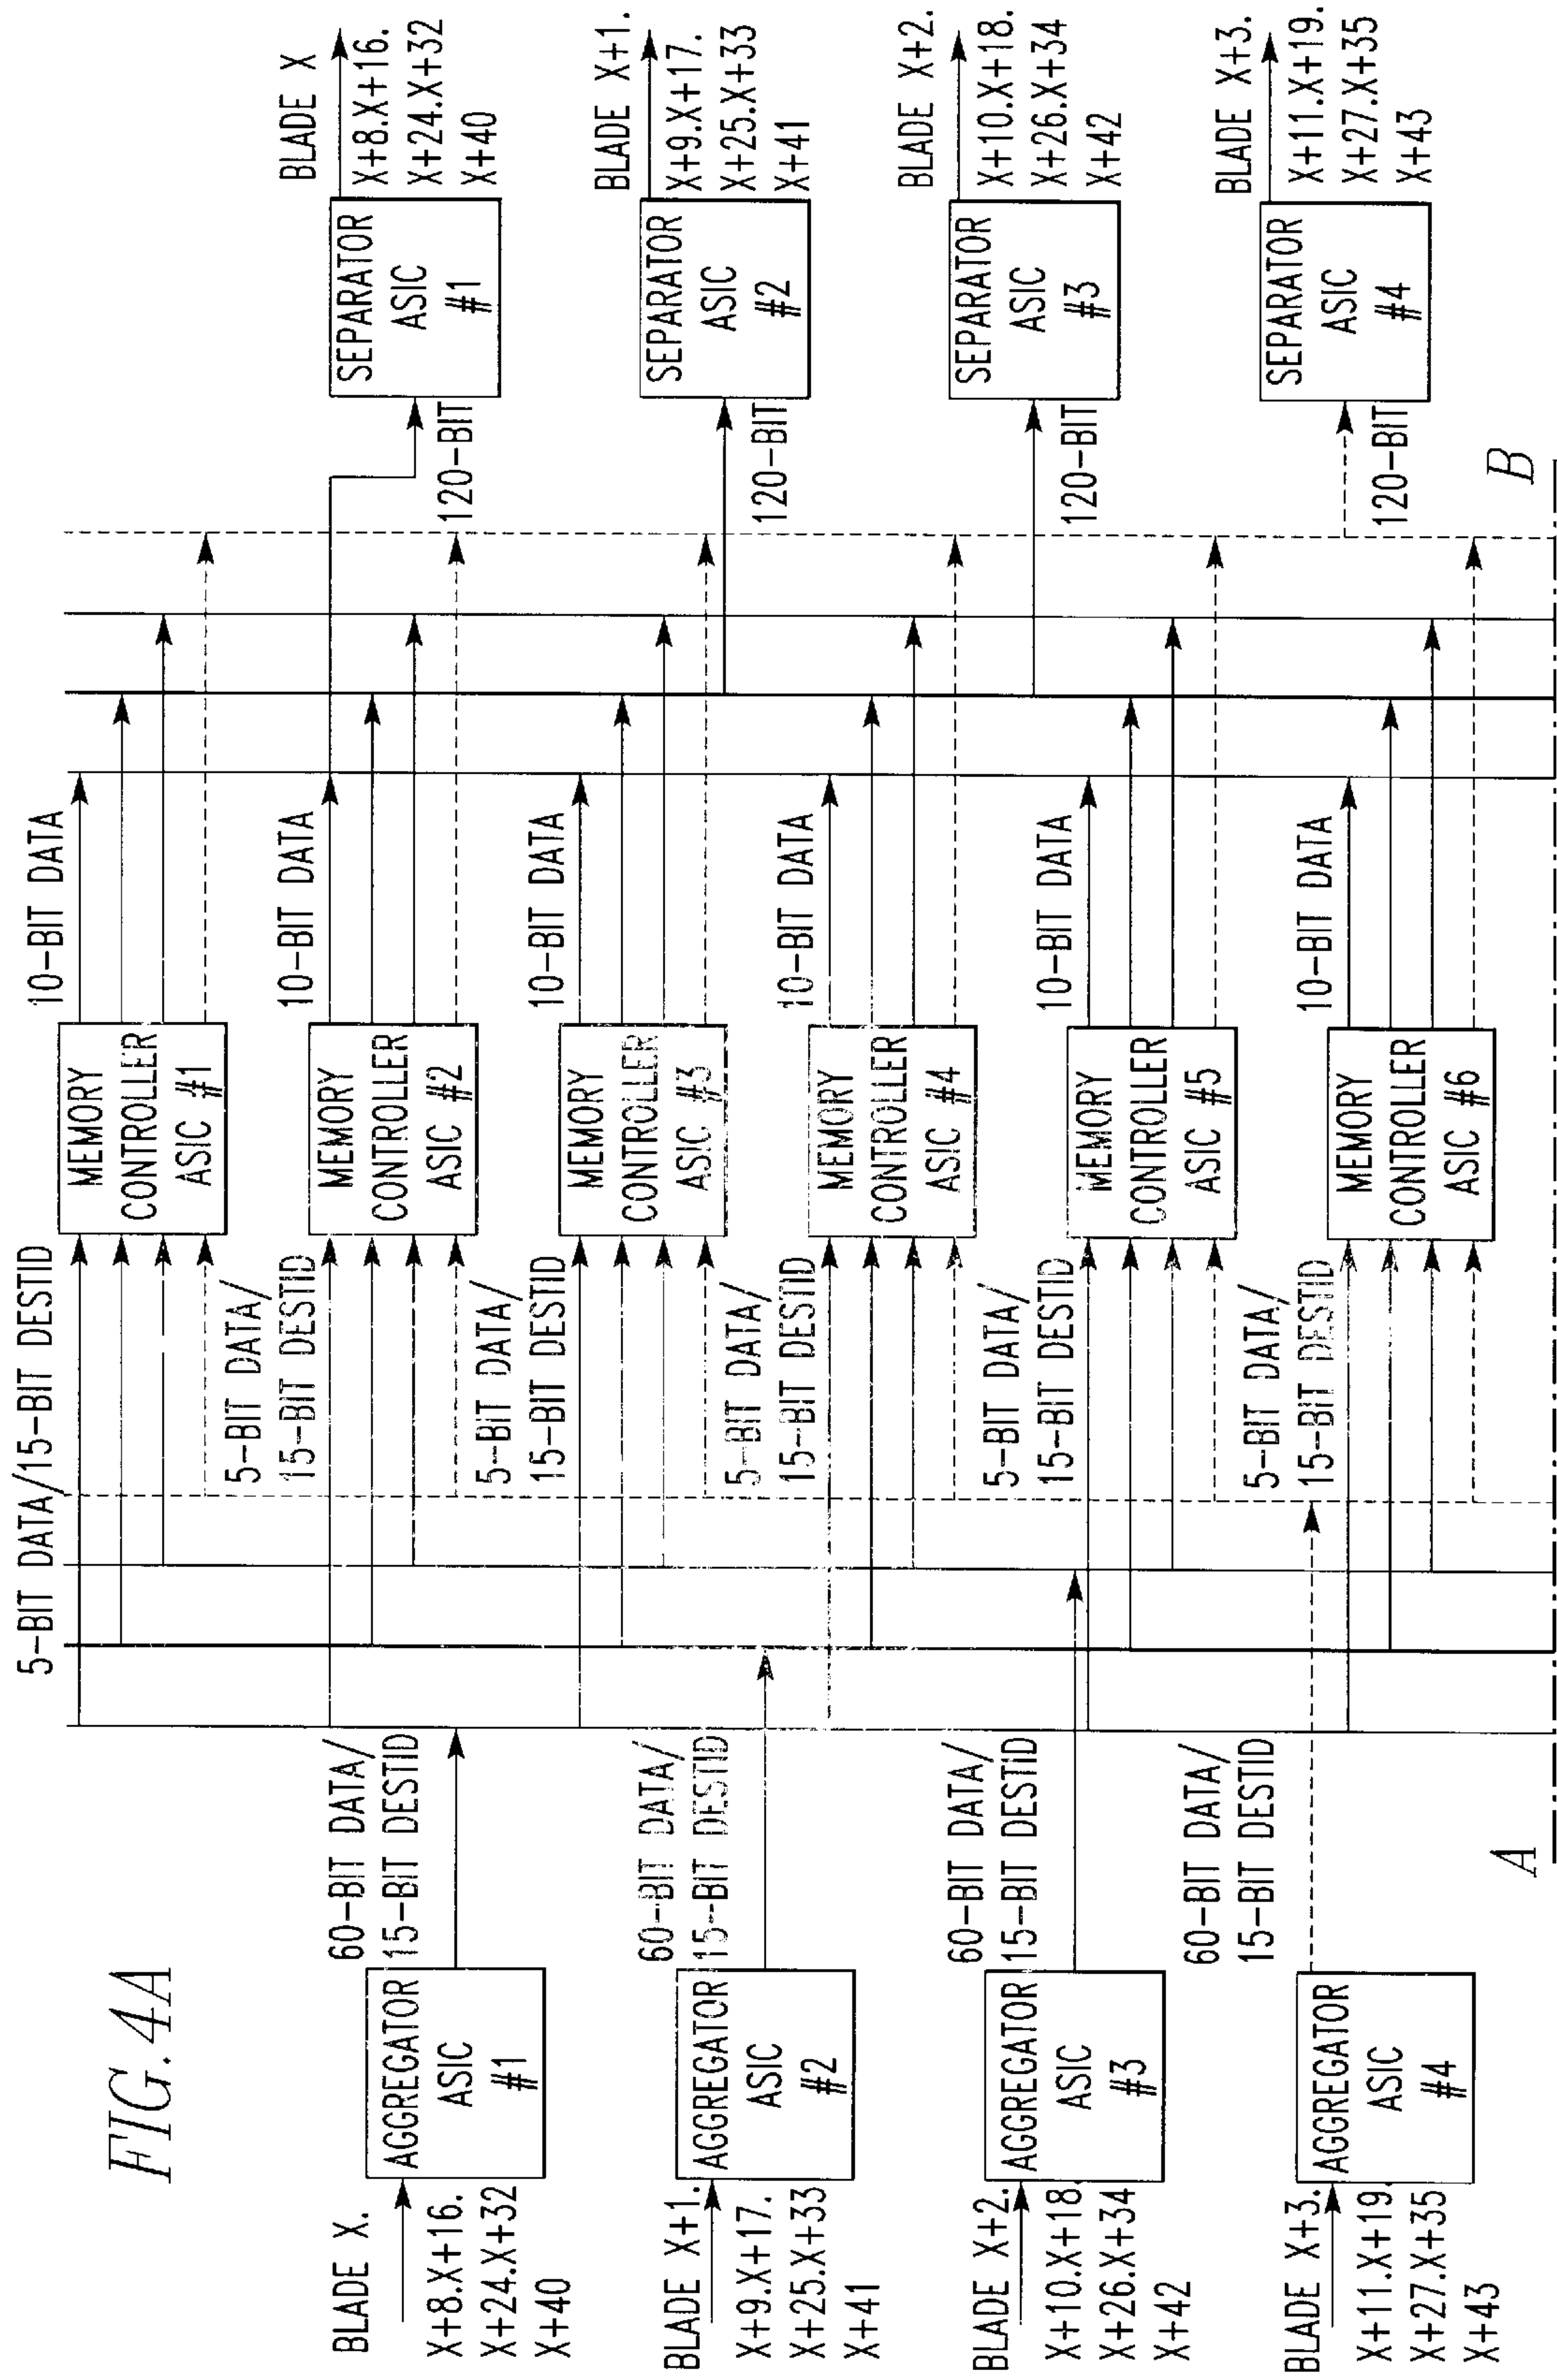 FIG. 4A
BLADE X.
X+8.X+16.
X+24.X+32
X+40
AGGREGATOR
ASIC
#1
60-BIT DATA/
15-BIT DESTID
BLADE X+1.
X+9.X+17.
X+25.X+33
X+41
AGGREGATOR
ASIC
#2
60-BIT DATA/
15-BIT DESTID
BLADE X+2.
X+10.X+18.
X+26.X+34
X+42
AGGREGATOR
ASIC
#3
60-BIT DATA/
15-BIT DESTID
BLADE X+3.
X+11.X+19.
X+27.X+35
X+43
AGGREGATOR
ASIC
#4
60-BIT DATA/
15-BIT DESTID
A
5-BIT DATA/15-BIT DESTID
5-BIT DATA/
15-BIT DESTID
5-BIT DATA/
15-BIT DESTID
5-BIT DATA/
15-BIT DESTID
5-BIT DATA/
15-BIT DESTID
5-BIT DATA/
15-BIT DESTID
MEMORY
CONTROLLER
ASIC #1
MEMORY
CONTROLLER
ASIC #2
MEMORY
CONTROLLER
ASIC #3
MEMORY
CONTROLLER
ASIC #4
MEMORY
CONTROLLER
ASIC #5
MEMORY
CONTROLLER
ASIC #6
10-BIT DATA
10-BIT DATA
10-BIT DATA
10-BIT DATA
10-BIT DATA
10-BIT DATA
120-BIT
SEPARATOR
ASIC
#1
BLADE X
X+8.X+16.
X+24.X+32
X+40
120-BIT
SEPARATOR
ASIC
#2
BLADE X+1.
X+9.X+17.
X+25.X+33
X+41
120-BIT
SEPARATOR
ASIC
#3
BLADE X+2.
X+10.X+18.
X+26.X+34
X+42
120-BIT
SEPARATOR
ASIC
#4
BLADE X+3.
X+11.X+19.
X+27.X+35
X+43
B